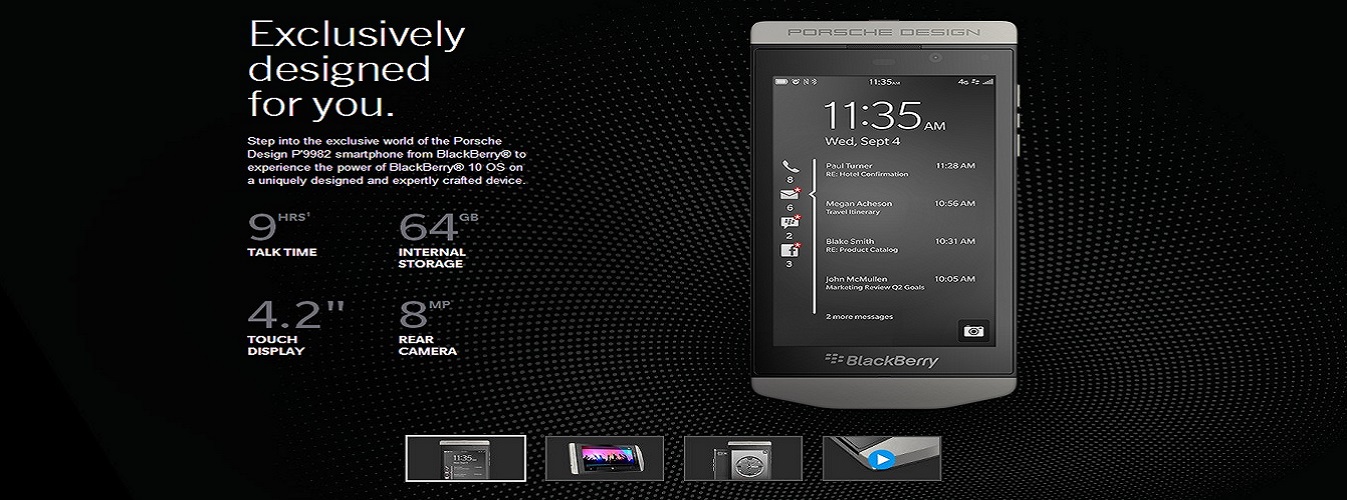 Exclusively
designed
for you.
Step into the exclusive world of the Porsche
Design P'9982 smartphone from BlackBerry® to
experience the power of BlackBerry® 10 OS on
a uniquely designed and expertly crafted device.
9 HRS¹
TALK TIME
64 GB
INTERNAL
STORAGE
4.2"
TOUCH
DISPLAY
8 MP
REAR
CAMERA
PORSCHE DESIGN
11:35 AM
4G
11:35 AM
Wed, Sept 4
8
6
2
3
Paul Turner 11:28 AM
RE: Hotel Confirmation
Megan Acheson 10:56 AM
Travel Itinerary
Blake Smith 10:31 AM
RE: Product Catalog
John McMullen 10:05 AM
Marketing Review Q2 Goals
2 more messages
BlackBerry
11:35